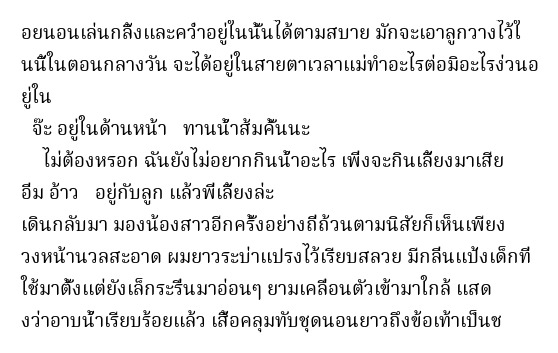 อยนอนเล่นกลิ้งและคว่ำอยู่ในนั้นได้ตามสบาย มักจะเอาลูกวางไว้ใ
นนี้ในตอนกลางวัน จะได้อยู่ในสายตาเวลาแม่ทำอะไรต่อมิอะไรง่วนอ
ยู่ใน
จ๊ะ อยู่ในด้านหน้า ทานน้ำส้มคั้นนะ
ไม่ต้องหรอก ฉันยังไม่อยากกินน้ำอะไร เพิ่งจะกินเลี้ยงมาเสีย
อิ่ม อ้าว อยู่กับลูก แล้วพี่เลี้ยงล่ะ
เดินกลับมา มองน้องสาวอีกครั้งอย่างถี่ถ้วนตามนิสัยก็เห็นเพียง
วงหน้านวลสะอาด ผมยาวระบ่าแปรงไว้เรียบสลวย มีกลิ่นแป้งเด็กที่
ใช้มาตั้งแต่ยังเล็กระรื่นมาอ่อนๆ ยามเคลื่อนตัวเข้ามาใกล้ แสด
งว่าอาบน้ำเรียบร้อยแล้ว เสื้อคลุมทับชุดนอนยาวถึงข้อเท้าเป็นช